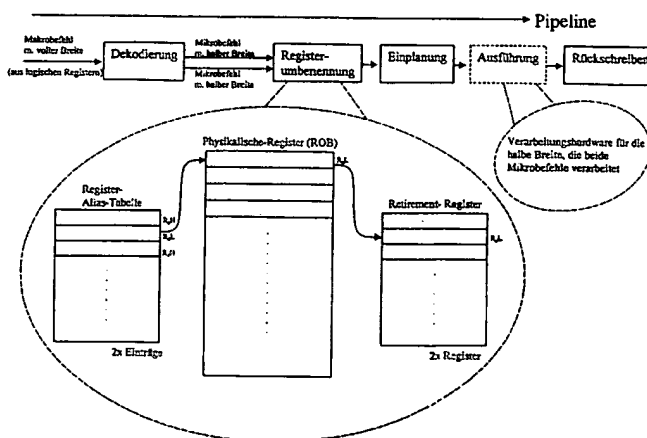 Pipeline
Makrobefehl
m. voller Breite
(aus logischen Registern)
Dekodierung
Mikrobefehl
m. halber Breite
Mikrobefehl
m. halber Breite
Register-
umbenennung
Einplanung
Ausführung
Rückschreiben
Verarbeitungshardware für die
halbe Breite, die beide
Mikrobefehle verarbeitet
Physikalische-Register (ROB)
Register-
Alias-Tabelle
Retirement- Register
2x Einträge
2x Register